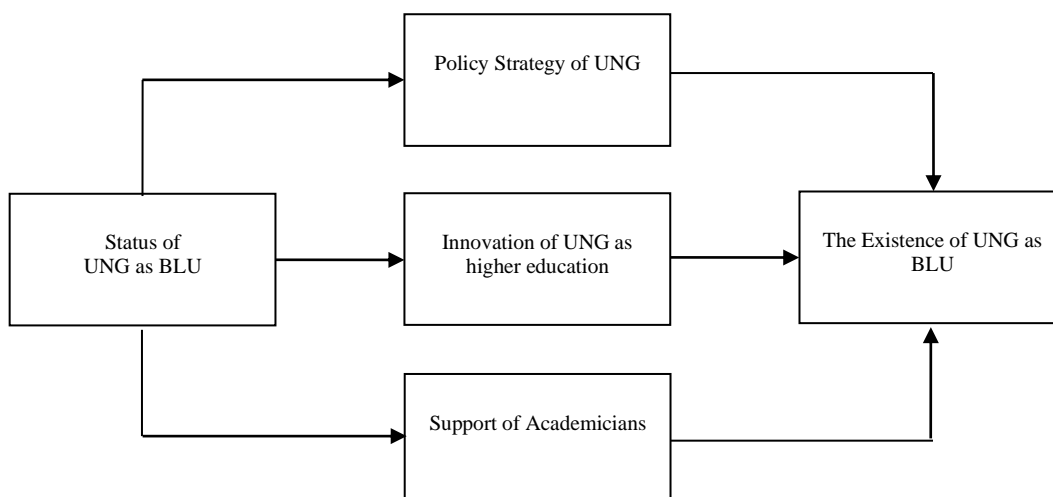 Policy Strategy of UNG
Status of
UNG as BLU
Innovation of UNG as
higher education
The Existence of UNG as
BLU
Support of Academicians